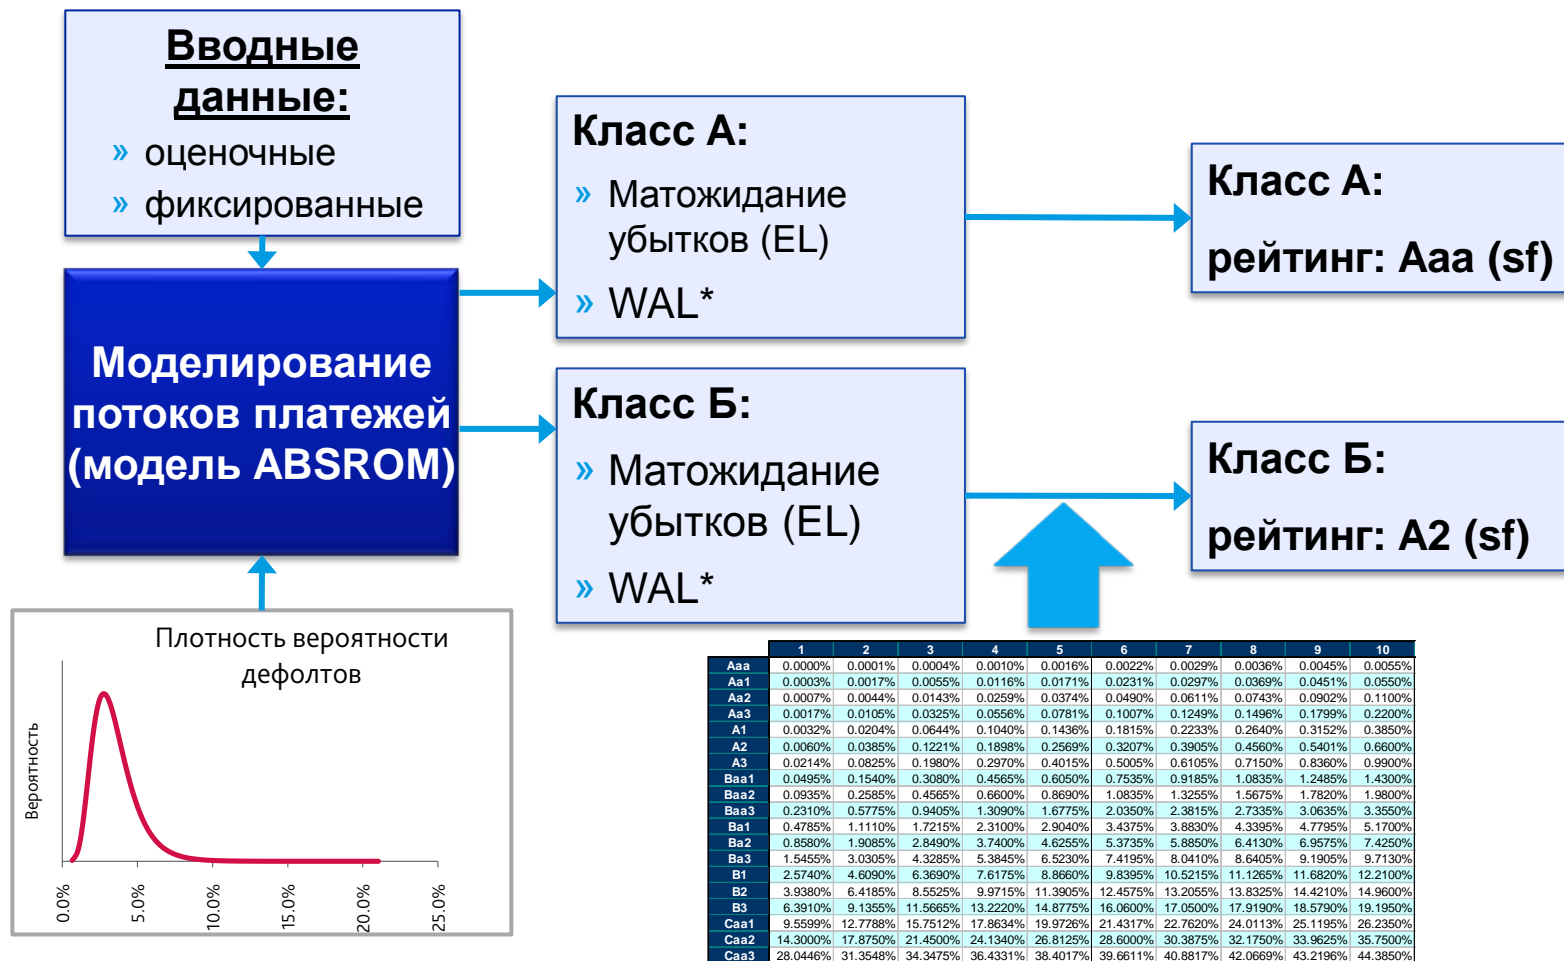 Вводные
данные:
» оценочные
» фиксированные
Моделирование
потоков платежей
(модель ABSROM)
Класс А:
» Матожидание
убытков (EL)
» WAL*
Класс Б:
» Матожидание
убытков (EL)
» WAL*
Класс А:
рейтинг: Aaa (sf)
Класс Б:
рейтинг: A2 (sf)
Плотность вероятности
дефолтов
Вероятность
0.0% 5.0% 10.0% 15.0% 20.0% 25.0%
1 2 3 4 5 6 7 8 9 10
Aaa 0.0000% 0.0001% 0.0004% 0.0010% 0.0016% 0.0022% 0.0029% 0.0036% 0.0045% 0.0055%
Aa1 0.0003% 0.0017% 0.0055% 0.0116% 0.0171% 0.0231% 0.0297% 0.0369% 0.0451% 0.0550%
Aa2 0.0007% 0.0044% 0.0143% 0.0259% 0.0374% 0.0490% 0.0611% 0.0743% 0.0902% 0.1100%
Aa3 0.0017% 0.0105% 0.0325% 0.0556% 0.0781% 0.1007% 0.1249% 0.1496% 0.1799% 0.2200%
A1 0.0032% 0.0204% 0.0644% 0.1040% 0.1436% 0.1815% 0.2233% 0.2640% 0.3152% 0.3850%
A2 0.0060% 0.0385% 0.1221% 0.1898% 0.2569% 0.3207% 0.3905% 0.4560% 0.5401% 0.6600%
A3 0.0214% 0.0825% 0.1980% 0.2970% 0.4015% 0.5005% 0.6105% 0.7150% 0.8360% 0.9900%
Baa1 0.0495% 0.1540% 0.3080% 0.4565% 0.6050% 0.7535% 0.9185% 1.0835% 1.2485% 1.4300%
Baa2 0.0935% 0.2585% 0.4565% 0.6600% 0.8690% 1.0835% 1.3255% 1.5675% 1.7820% 1.9800%
Baa3 0.2310% 0.5775% 0.9405% 1.3090% 1.6775% 2.0350% 2.3815% 2.7335% 3.0635% 3.3550%
Ba1 0.4785% 1.1110% 1.7215% 2.3100% 2.9040% 3.4375% 3.8830% 4.3395% 4.7795% 5.1700%
Ba2 0.8580% 1.9085% 2.8490% 3.7400% 4.6255% 5.3735% 5.8850% 6.4130% 6.9575% 7.4250%
Ba3 1.5455% 3.0305% 4.3285% 5.3845% 6.5230% 7.4195% 8.0410% 8.6405% 9.1905% 9.7130%
B1 2.5740% 4.6090% 6.3690% 7.6175% 8.8660% 9.8395% 10.5215% 11.1265% 11.6820% 12.2100%
B2 3.9380% 6.4185% 8.5525% 9.9715% 11.3905% 12.4575% 13.2055% 13.8325% 14.4210% 14.9600%
B3 6.3910% 9.1355% 11.5665% 13.2220% 14.8775% 16.0600% 17.0500% 17.9190% 18.5790% 19.1950%
Caa1 9.5599% 12.7788% 15.7512% 17.8634% 19.9726% 21.4317% 22.7620% 24.0113% 25.1195% 26.2350%
Caa2 14.3000% 17.8750% 21.4500% 24.1340% 26.8125% 28.6000% 30.3875% 32.1750% 33.9625% 35.7500%
Caa3 28.0446% 31.3548% 34.3475% 36.4331% 38.4017% 39.6611% 40.8817% 42.0669% 43.2196% 44.3850%